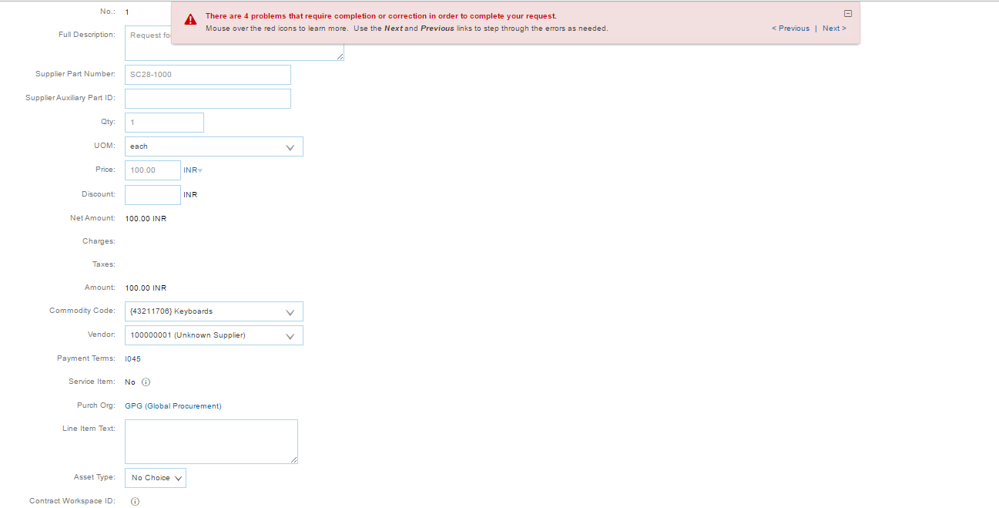 No.: 1
There are 4 problems that require completion or correction in order to complete your request.
Mouse over the red icons to learn more. Use the Next and Previous links to step through the errors as needed.
< Previous | Next >
Full Description: Request fo
Supplier Part Number: SC28-1000
Supplier Auxiliary Part ID:
Qty: 1
UOM: each
Price: 100.00 INR
Discount: INR
Net Amount: 100.00 INR
Charges:
Taxes:
Amount: 100.00 INR
Commodity Code: {43211706} Keyboards
Vendor: 100000001 (Unknown Supplier)
Payment Terms: I045
Service Item: No
Purch Org: GPG (Global Procurement)
Line Item Text:
Asset Type: No Choice
Contract Workspace ID: